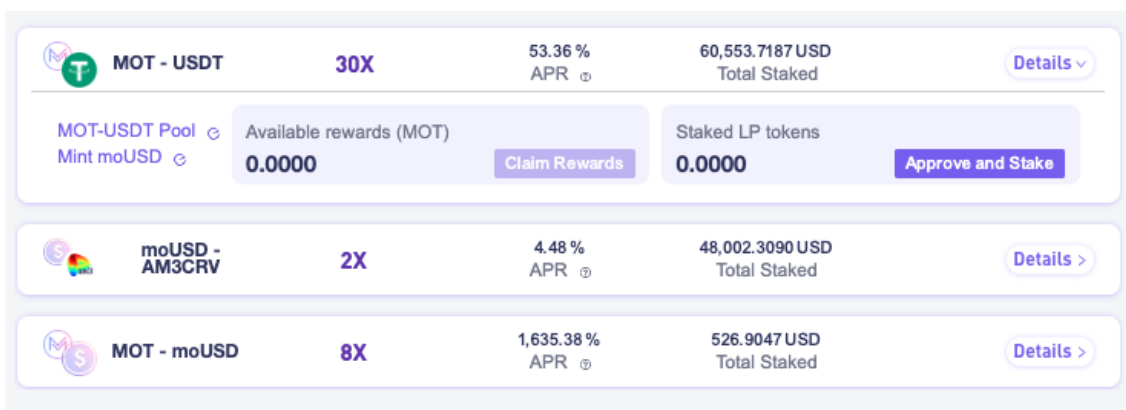 MOT - USDT
30X
53.36 %
APR
60,553.7187 USD
Total Staked
Details
MOT-USDT Pool
Mint moUSD
Available rewards (MOT)
0.0000
Claim Rewards
Staked LP tokens
0.0000
Approve and Stake
moUSD -
AM3CRV
2X
4.48 %
APR
48,002.3090 USD
Total Staked
Details >
MOT - moUSD
8X
1,635.38 %
APR
526.9047 USD
Total Staked
Details >